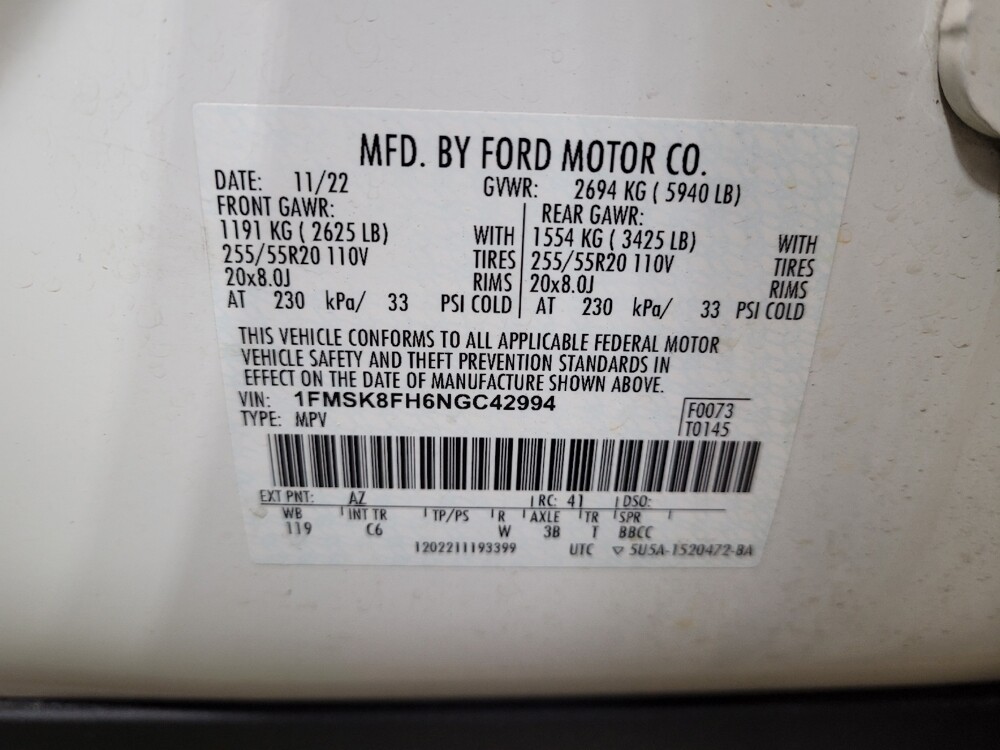 MFD. BY FORD MOTOR CO.
DATE: 11/22 GVWR: 2694 KG ( 5940 LB)
FRONT GAWR: REAR GAWR:
1191 KG ( 2625 LB) WITH 1554 KG ( 3425 LB) WITH
255/55R20 110V TIRES 255/55R20 110V TIRES
20x8.0J RIMS 20x8.0J RIMS
AT 230 kPa/ 33 PSI COLD AT 230 kPa/ 33 PSI COLD
THIS VEHICLE CONFORMS TO ALL APPLICABLE FEDERAL MOTOR
VEHICLE SAFETY AND THEFT PREVENTION STANDARDS IN
EFFECT ON THE DATE OF MANUFACTURE SHOWN ABOVE.
VIN: 1FMSK8FH6NGC42994 F0073
TYPE: MPV T0145
EXT PNT: AZ RC: 41 DSO:
WB INT TR TP/PS R AXLE TR SPR
119 C6 W 3B T BBCC
1202211193399 UTC ▽ 5U5A-1520472-BA